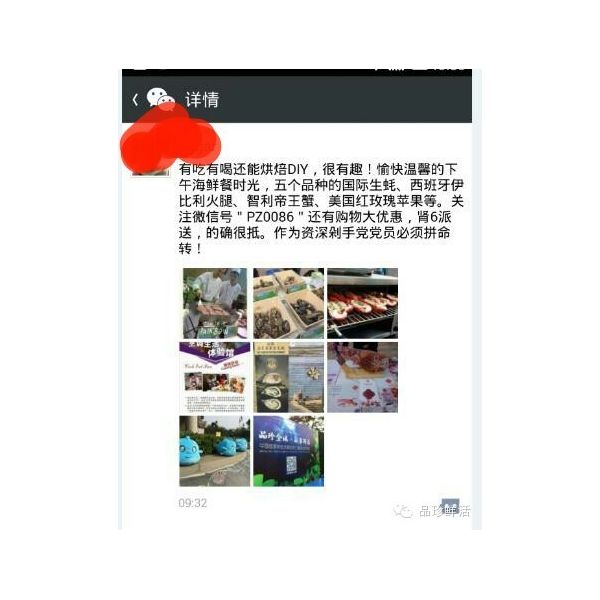 详情
有吃有喝还能烘焙DIY，很有趣！愉快温馨的下
午海鲜餐时光，五个品种的国际生蚝、西班牙伊
比利火腿、智利帝王蟹、美国红玫瑰苹果等。关
注微信号＂PZ0086＂还有购物大优惠，肾6派
送，的确很抵。作为资深剁手党党员必须拼命
转！
体验馆
09:32
品珍鲜活